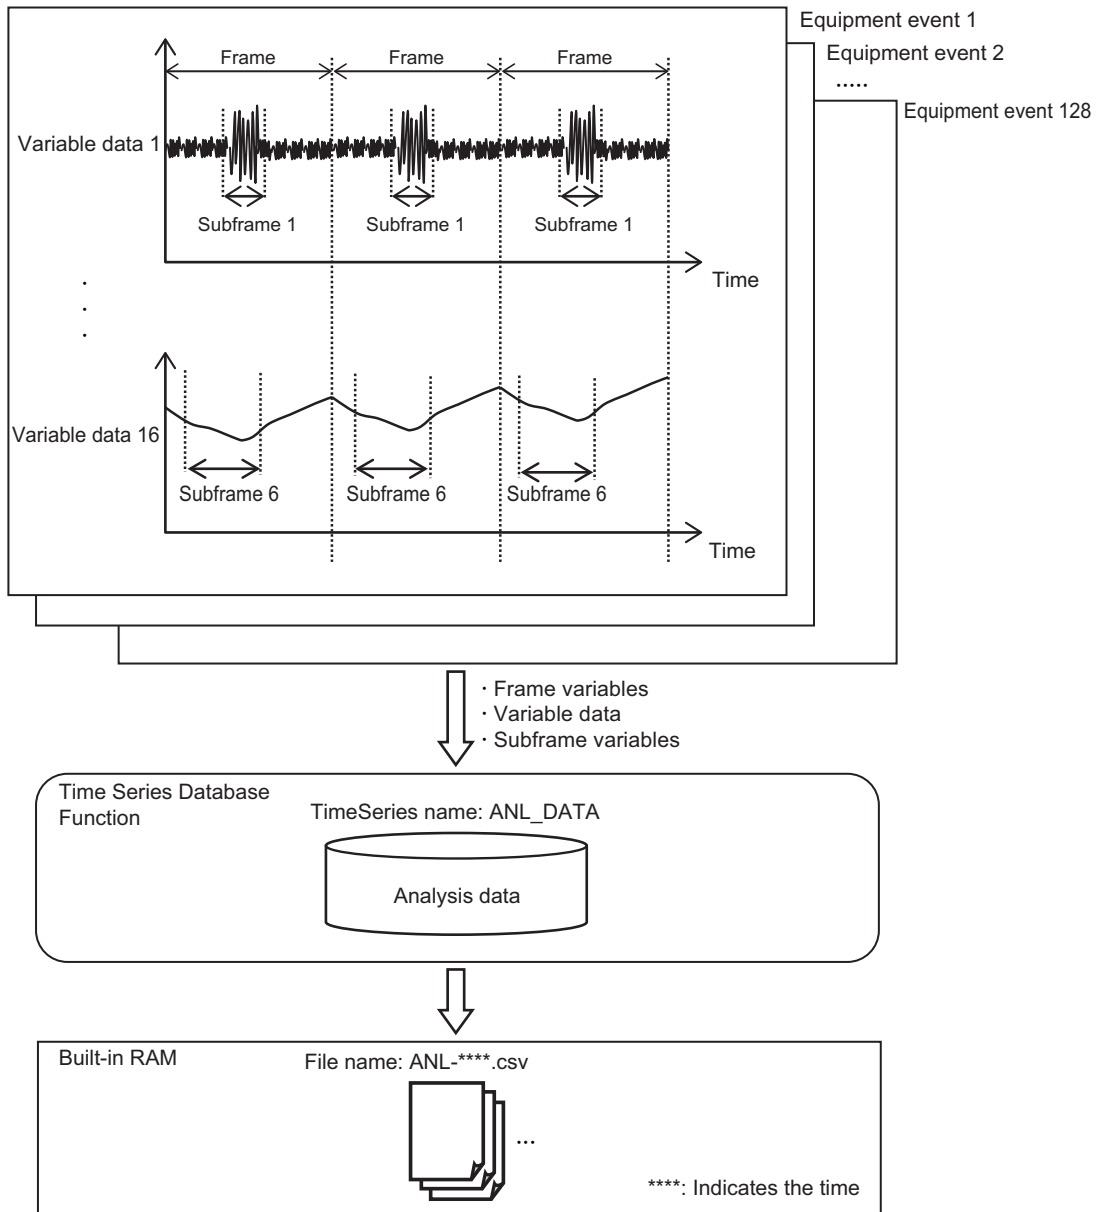 Equipment event 1
Equipment event 2
.....
Equipment event 128
Frame Frame Frame
Variable data 1
Subframe 1 Subframe 1 Subframe 1
Time
.
.
.
Variable data 16
Subframe 6 Subframe 6 Subframe 6
Time
· Frame variables
· Variable data
· Subframe variables
Time Series Database
Function
TimeSeries name: ANL_DATA
Analysis data
Built-in RAM
File name: ANL-****.csv
...
****: Indicates the time